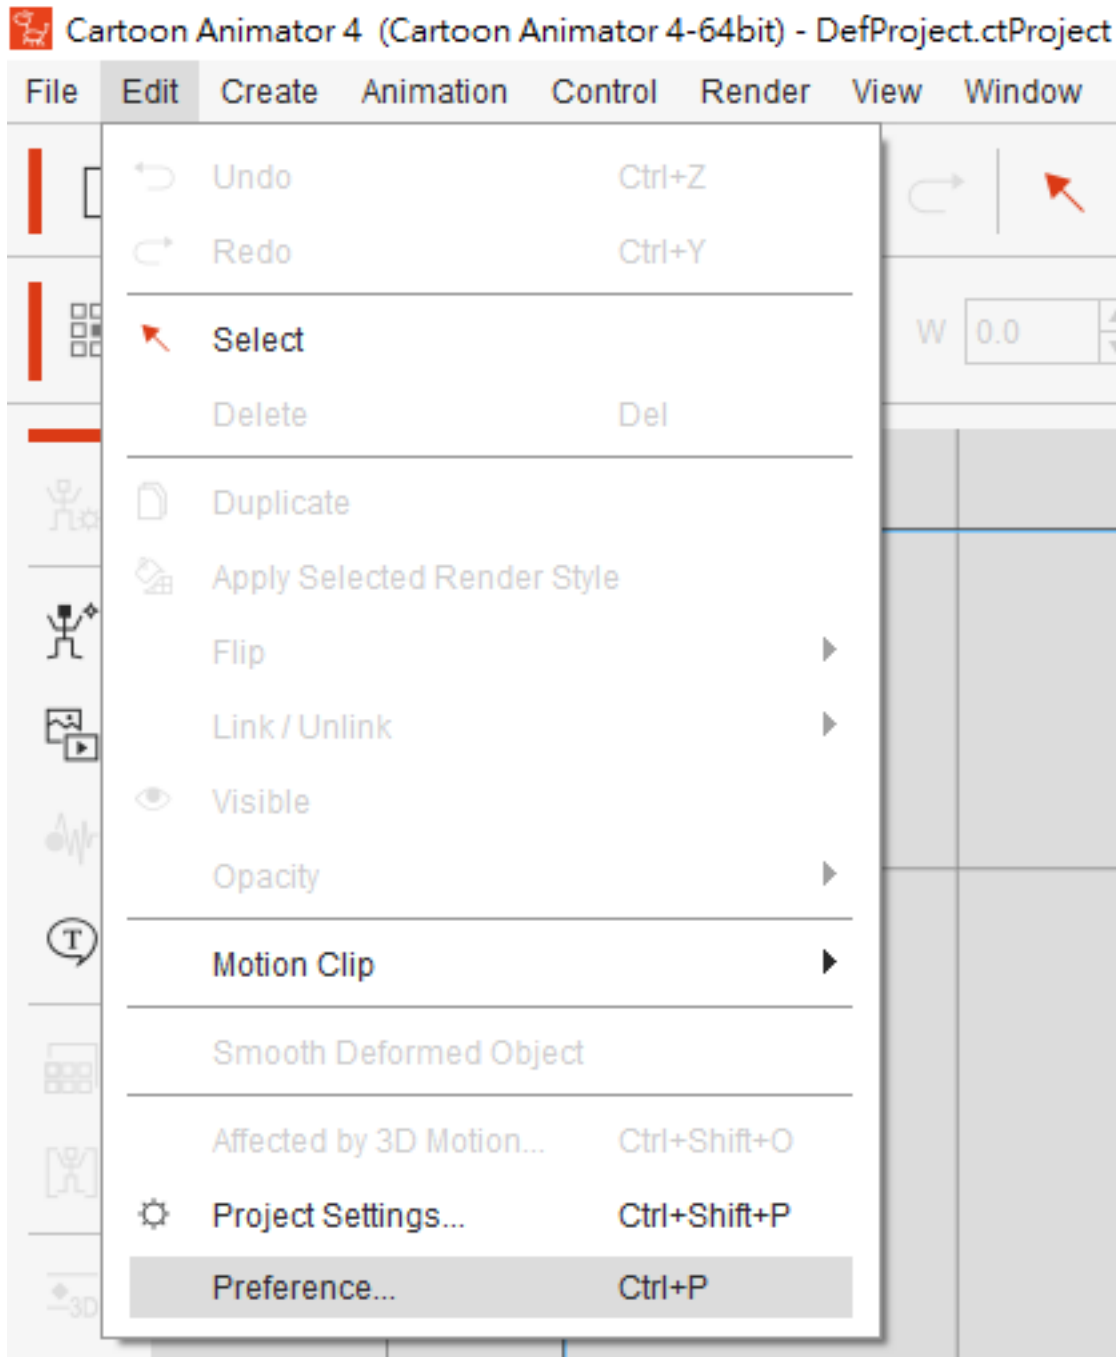 Cartoon Animator 4 (Cartoon Animator 4-64bit) - DefProject.ctProject
File Edit Create Animation Control Render View Window
Undo Ctrl+Z
Redo Ctrl+Y
Select
W 0.0
Delete Del
Duplicate
Apply Selected Render Style
Flip
Link / Unlink
Visible
Opacity
T
Motion Clip
Smooth Deformed Object
Affected by 3D Motion... Ctrl+Shift+O
Project Settings... Ctrl+Shift+P
Preference... Ctrl+P
3D